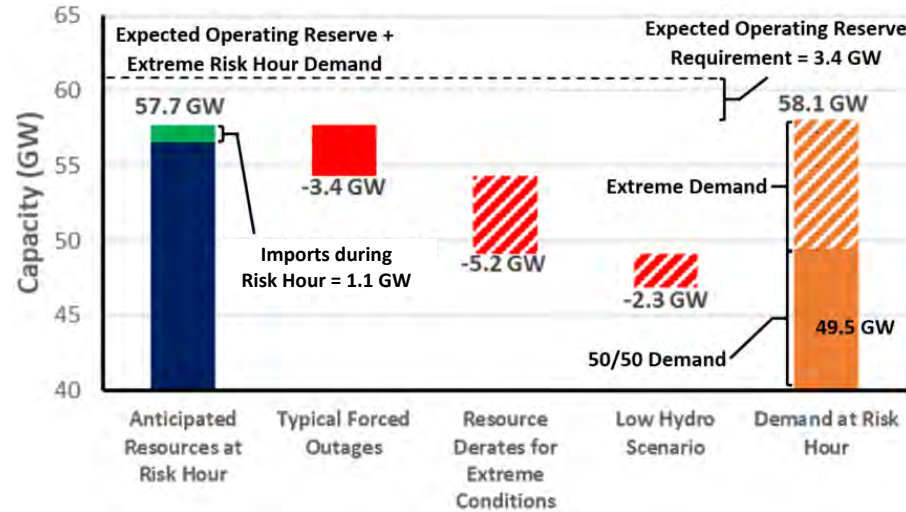 65
60
55
50
45
40
Capacity (GW)
Expected Operating Reserve +
Extreme Risk Hour Demand
Expected Operating Reserve
Requirement = 3.4 GW
57.7 GW
58.1 GW
-3.4 GW
Extreme Demand
Imports during
Risk Hour = 1.1 GW
-5.2 GW
-2.3 GW
49.5 GW
50/50 Demand
Anticipated
Resources at
Risk Hour
Typical Forced
Outages
Resource
Derates for
Extreme
Conditions
Low Hydro
Scenario
Demand at Risk
Hour